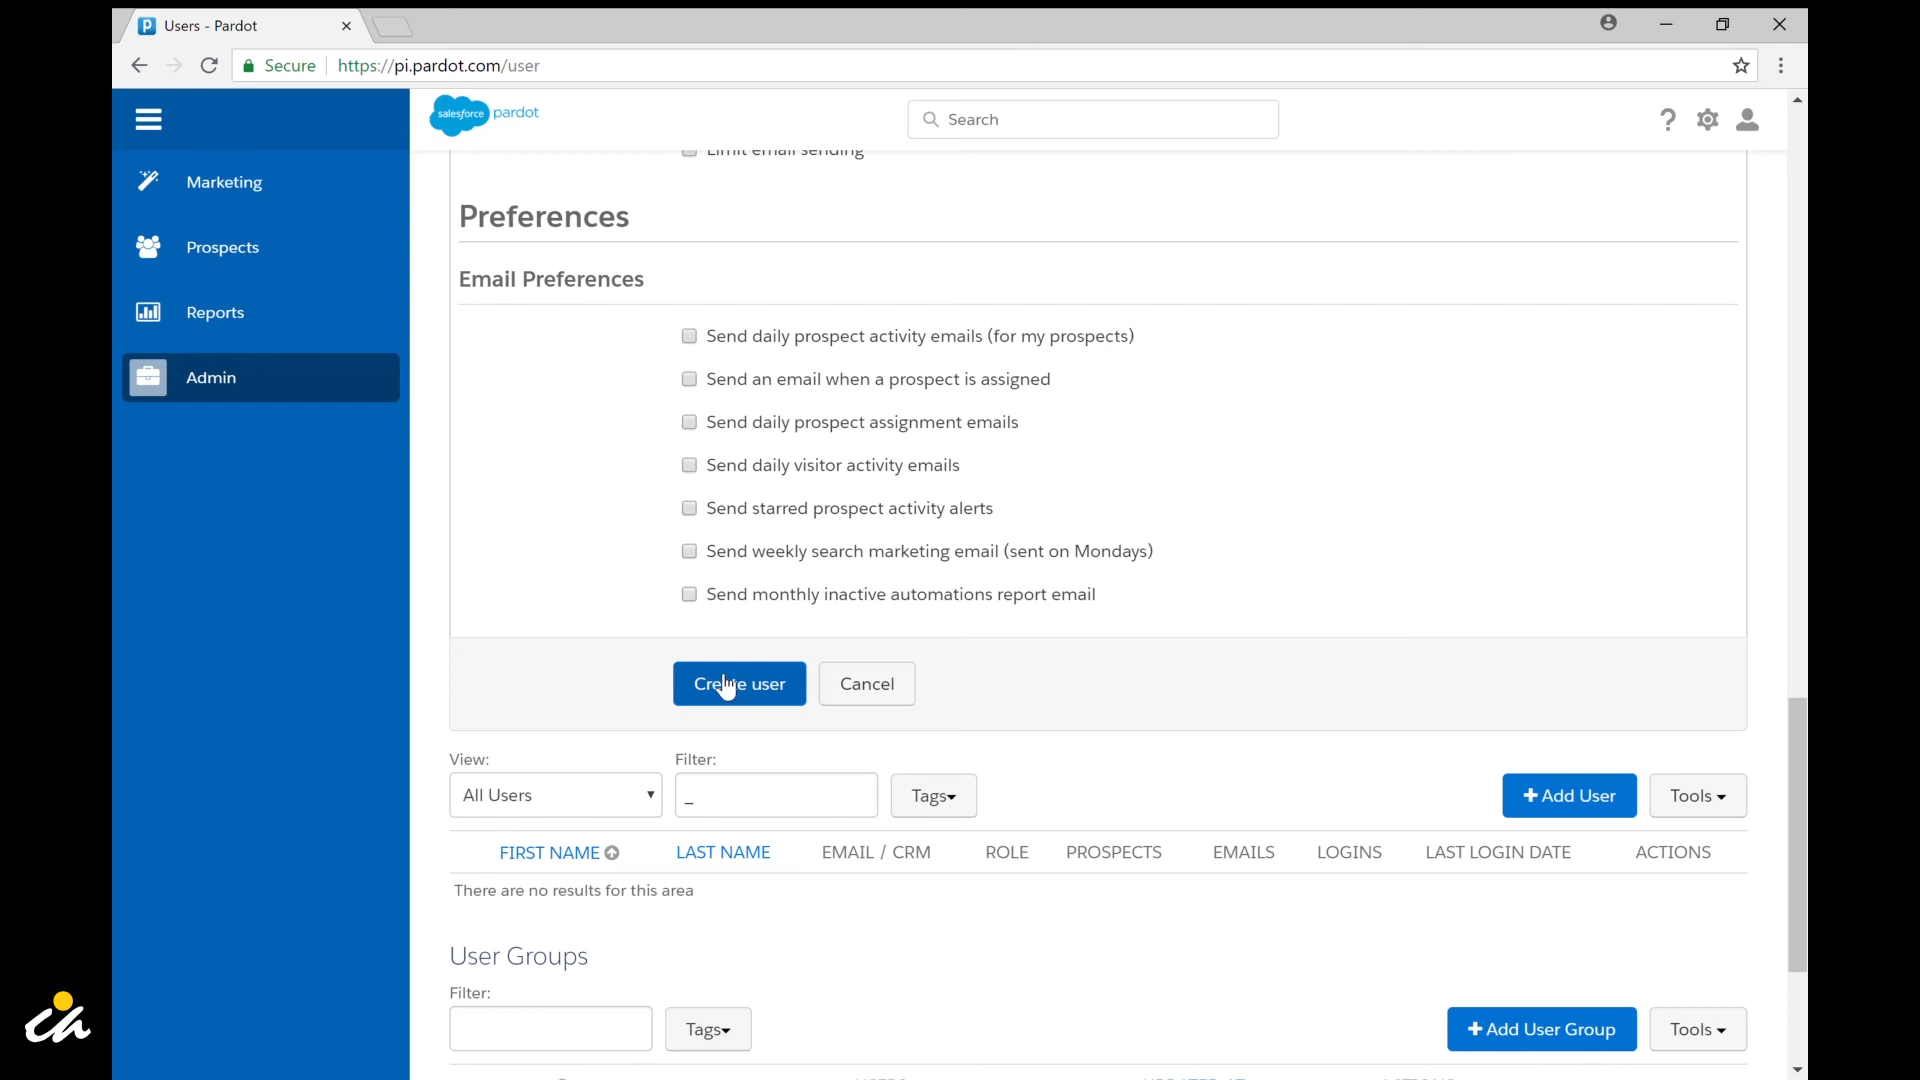 Users - Pardot
Secure
https://pi.pardot.com/user
salesforce pardot
Search
Marketing
Prospects
Reports
Admin
Limit email sending
Preferences
Email Preferences
Send daily prospect activity emails (for my prospects)
Send an email when a prospect is assigned
Send daily prospect assignment emails
Send daily visitor activity emails
Send starred prospect activity alerts
Send weekly search marketing email (sent on Mondays)
Send monthly inactive automations report email
Create user
Cancel
View:
Filter:
All Users
_
Tags
+ Add User
Tools
FIRST NAME LAST NAME EMAIL / CRM ROLE PROSPECTS EMAILS LOGINS LAST LOGIN DATE ACTIONS
There are no results for this area
User Groups
Filter:
Tags
+ Add User Group
Tools